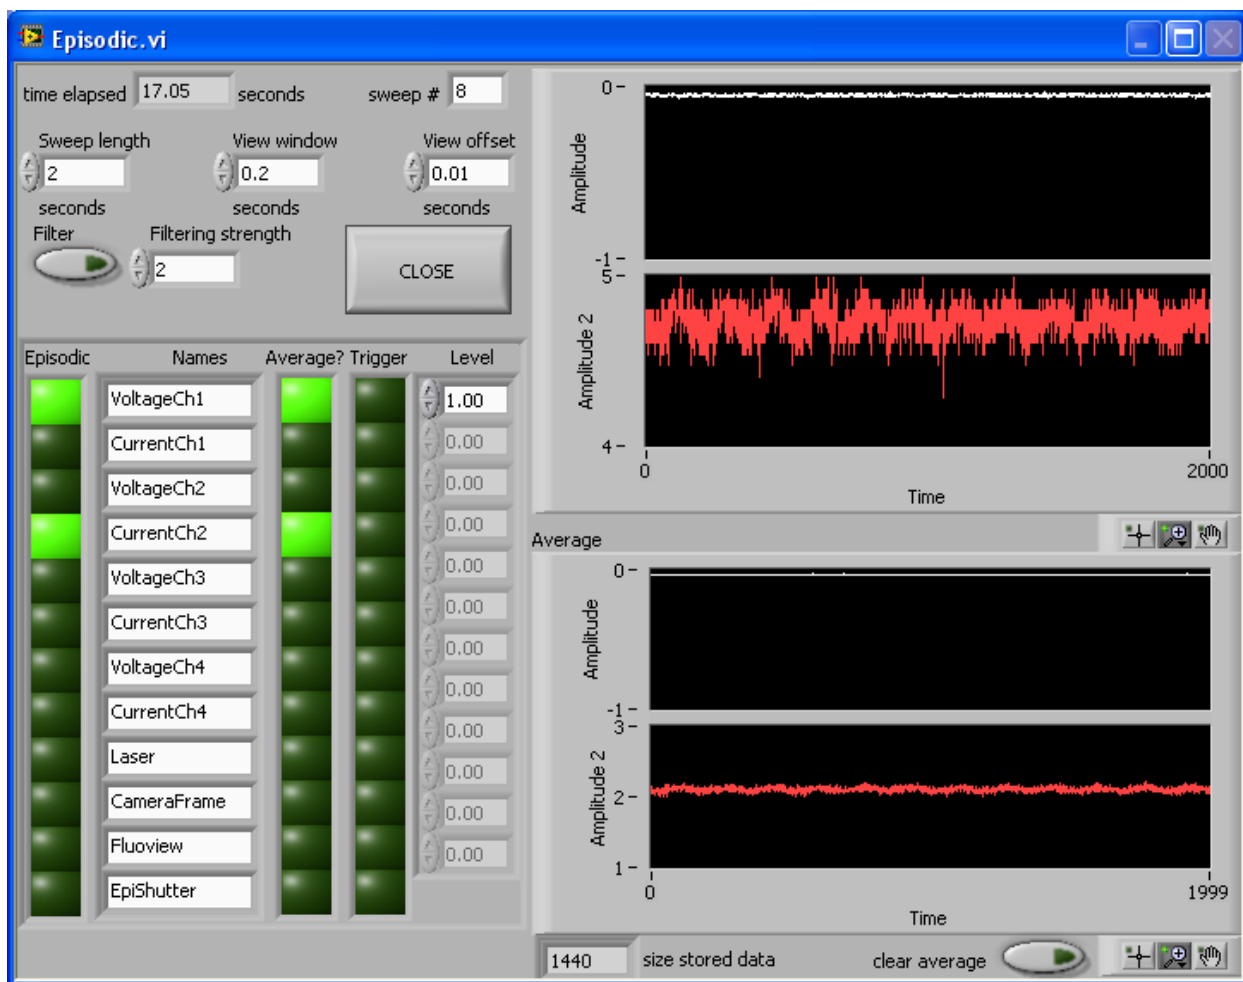 Episodic.vi
time elapsed 17.05 seconds sweep # 8
Sweep length View window View offset
2 0.2 0.01
seconds seconds seconds
Filter Filtering strength
2 CLOSE
Episodic Names Average? Trigger Level
VoltageCh1 1.00
CurrentCh1 0.00
VoltageCh2 0.00
CurrentCh2 0.00
VoltageCh3 0.00
CurrentCh3 0.00
VoltageCh4 0.00
CurrentCh4 0.00
Laser 0.00
CameraFrame 0.00
Fluoview 0.00
EpiShutter 0.00
0
Amplitude
-1
5
Amplitude 2
4
0 2000
Time
Average
0
Amplitude
-1
3
Amplitude 2
2
1
0 1999
Time
1440 size stored data clear average